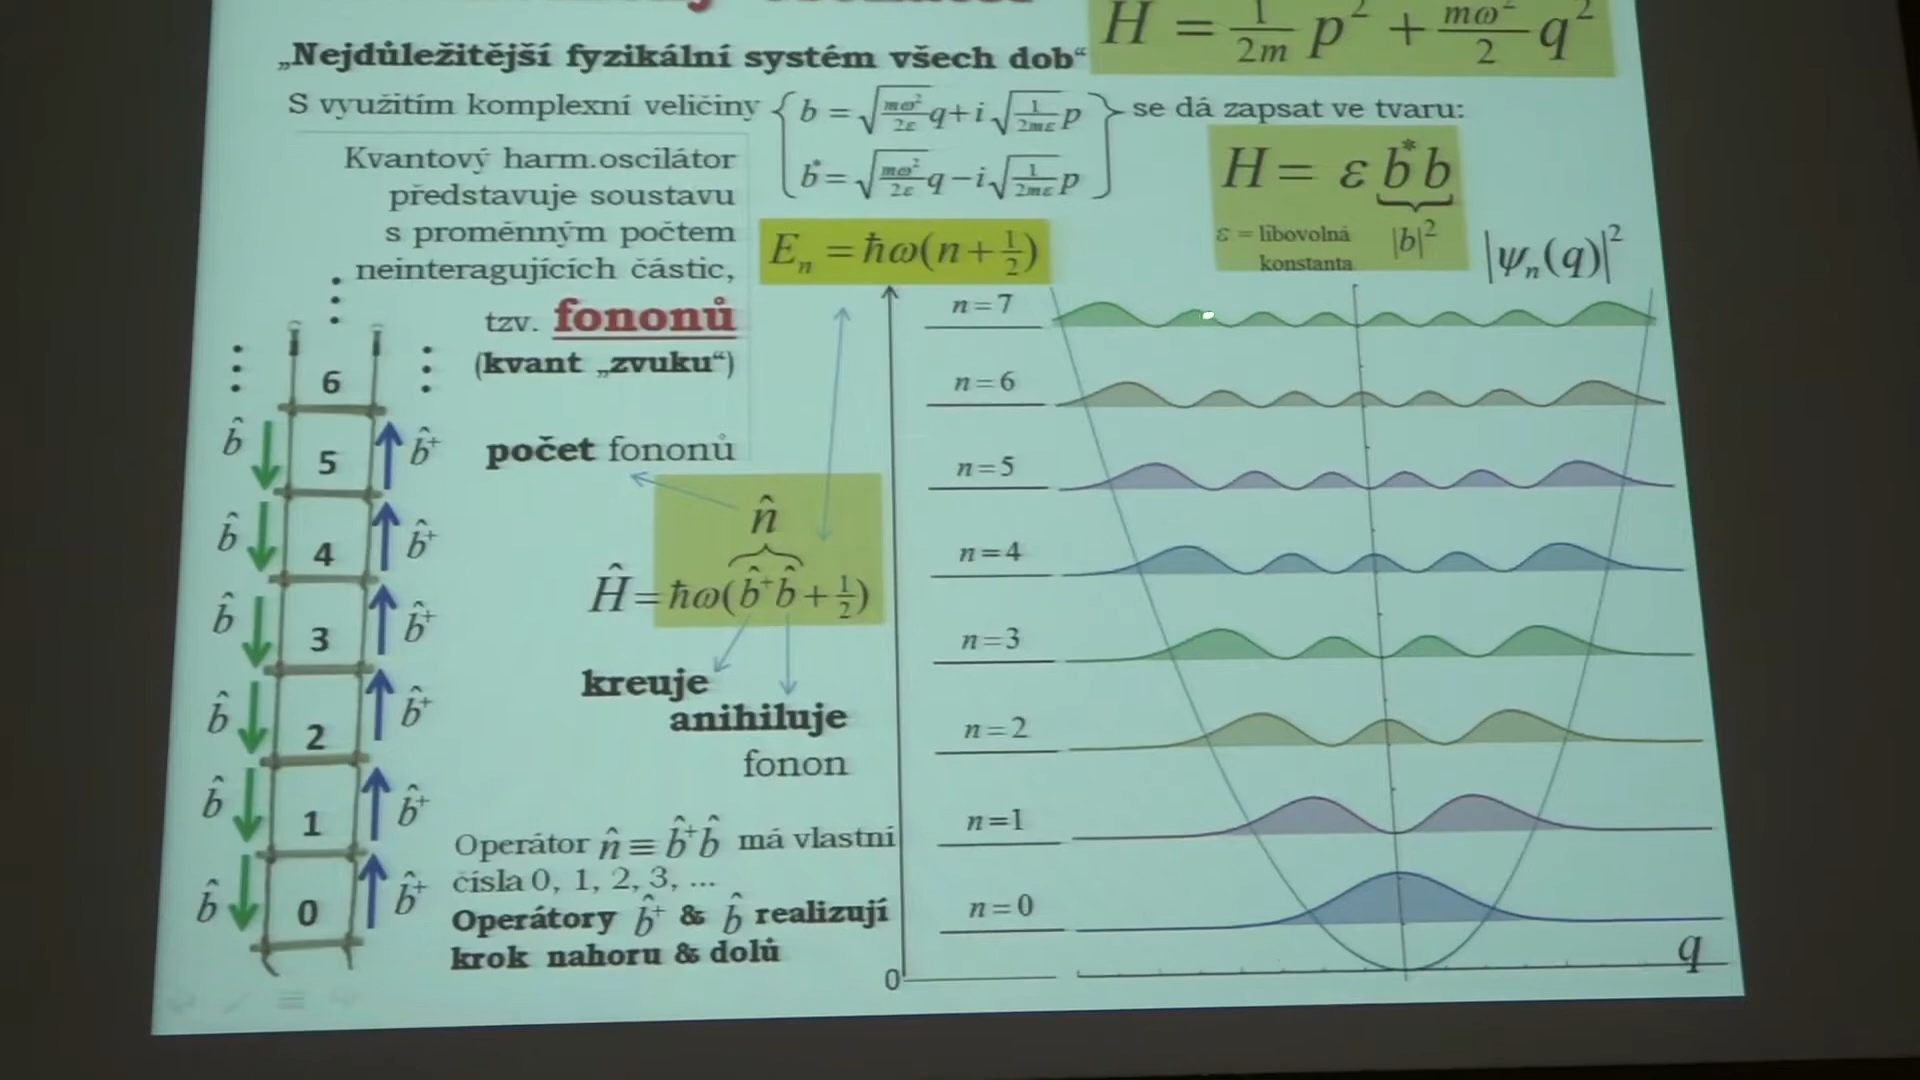 H = 1/2m p² + mω²/2 q²
„Nejdůležitější fyzikální systém všech dob“
S využitím komplexní veličiny { b = √(mω²/2ε) q + i √(1/2mε) p
b* = √(mω²/2ε) q − i √(1/2mε) p } se dá zapsat ve tvaru:
H = ε b* b
|b|²
ε = libovolná
konstanta
|ψₙ(q)|²
Kvantový harm.oscilátor
představuje soustavu
s proměnným počtem
neinteragujících částic,
tzv. fononů
(kvant „zvuku“)
Eₙ = ħω(n + ½)
počet fononů
n̂
Ĥ = ħω(b̂⁺b̂ + ½)
kreuje
anihiluje
fonon
Operátor n̂ ≡ b̂⁺b̂ má vlastní
čísla 0, 1, 2, 3, ...
Operátory b̂⁺ & b̂ realizují
krok nahoru & dolů
6
b̂ 5 b̂⁺
b̂ 4 b̂⁺
b̂ 3 b̂⁺
b̂ 2 b̂⁺
b̂ 1 b̂⁺
b̂ 0 b̂⁺
n = 7
n = 6
n = 5
n = 4
n = 3
n = 2
n = 1
n = 0
0
q